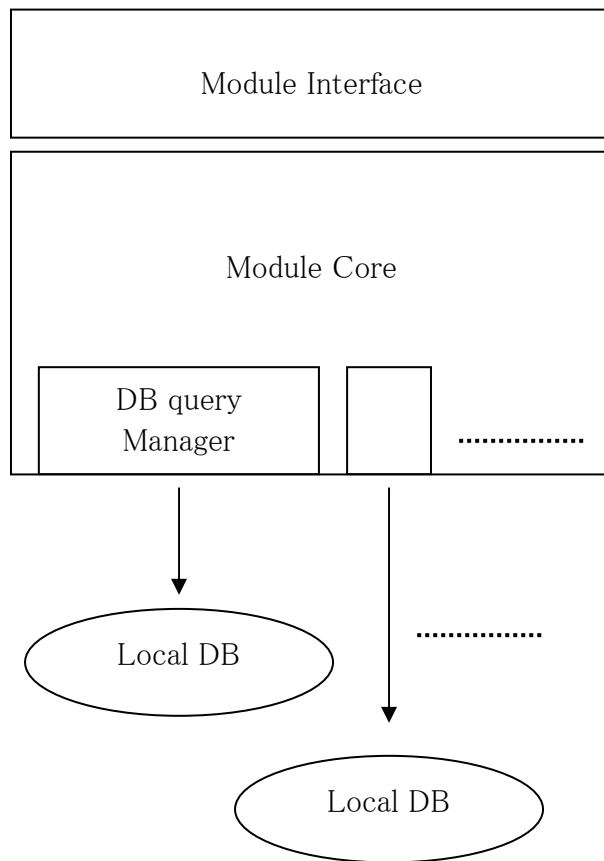 Module Interface
Module Core
DB query
Manager
Local DB
Local DB